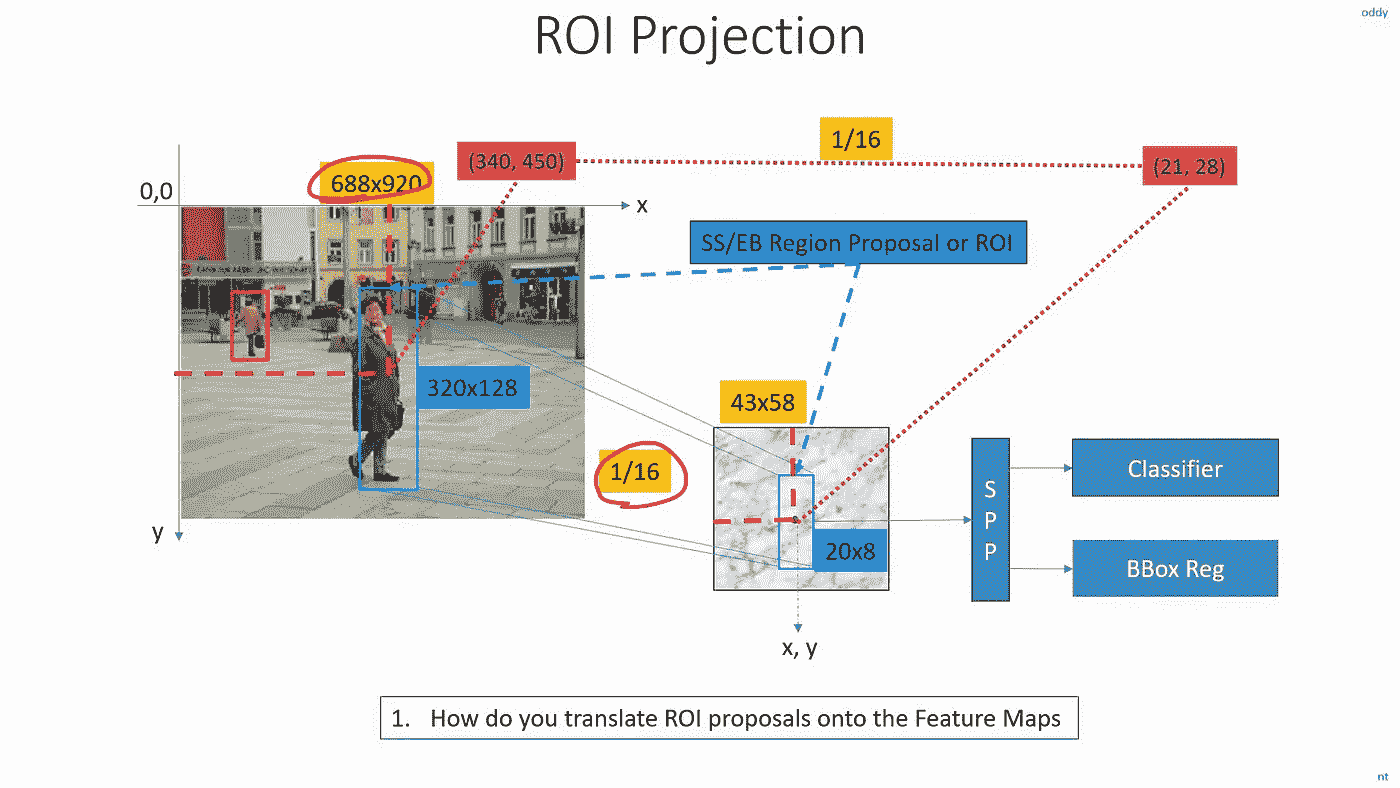 oddy
ROI Projection
1/16
(340, 450)
(21, 28)
688x920
0,0
x
SS/EB Region Proposal or ROI
320x128
43x58
1/16
S
P
P
Classifier
y
20x8
BBox Reg
x, y
1. How do you translate ROI proposals onto the Feature Maps
nt